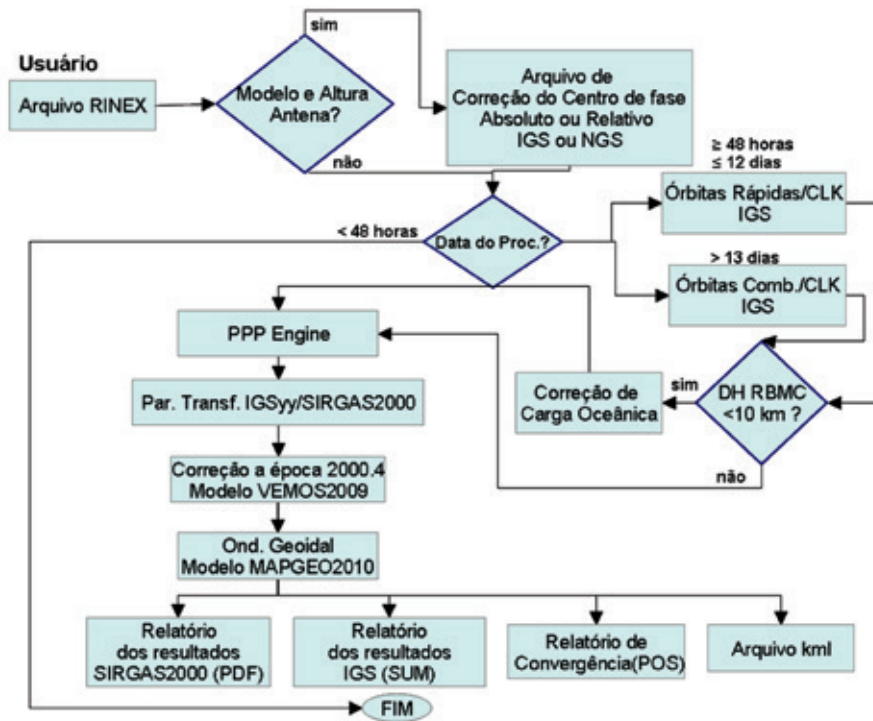 sim
Usuário
Arquivo RINEX
Modelo e Altura
Antena?
não
Arquivo de
Correção do Centro de fase
Absoluto ou Relativo
IGS ou NGS
≥ 48 horas
≤ 12 dias
Órbitas Rápidas/CLK
IGS
< 48 horas
Data do Proc.?
> 13 dias
Órbitas Comb./CLK
IGS
PPP Engine
DH RBMC
<10 km ?
sim
não
Correção de
Carga Oceânica
Par. Transf. IGSyy/SIRGAS2000
Correção a época 2000.4
Modelo VEMOS2009
Ond. Geoidal
Modelo MAPGEO2010
Relatório
dos resultados
SIRGAS2000 (PDF)
Relatório
dos resultados
IGS (SUM)
Relatório de
Convergência(POS)
Arquivo kml
FIM